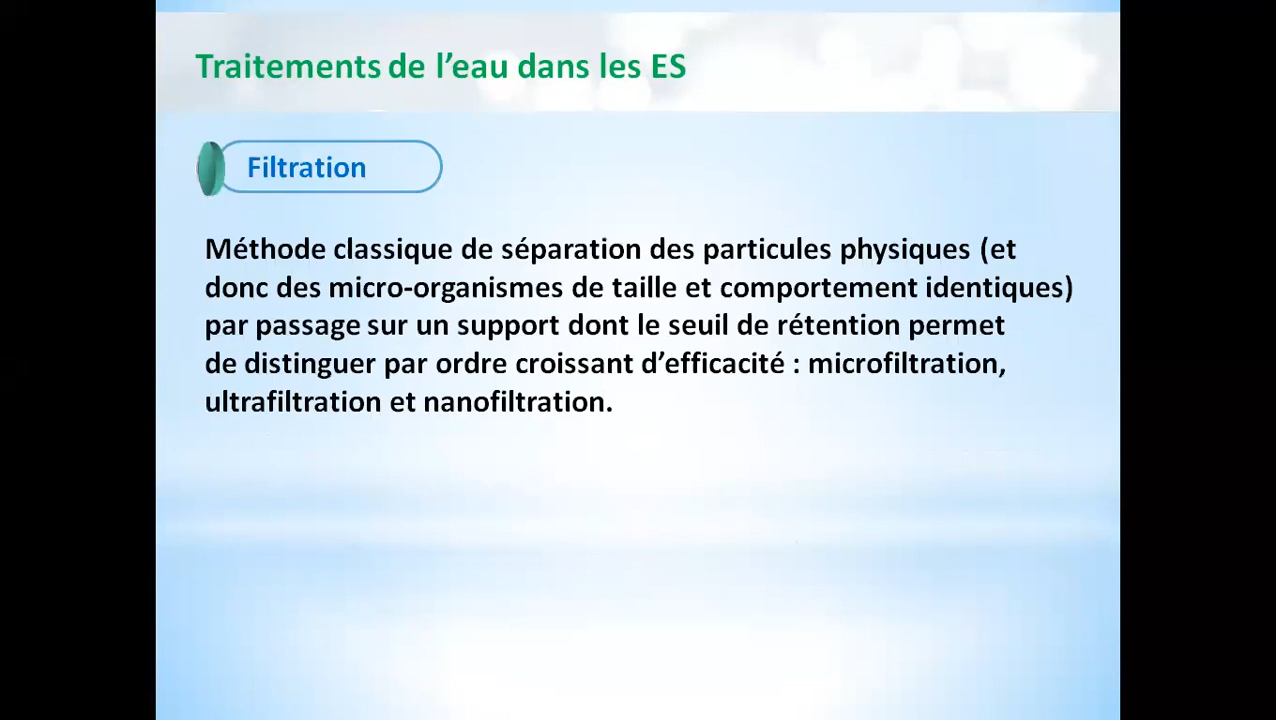 Traitements de l’eau dans les ES
Filtration
Méthode classique de séparation des particules physiques (et
donc des micro-organismes de taille et comportement identiques)
par passage sur un support dont le seuil de rétention permet
de distinguer par ordre croissant d’efficacité : microfiltration,
ultrafiltration et nanofiltration.